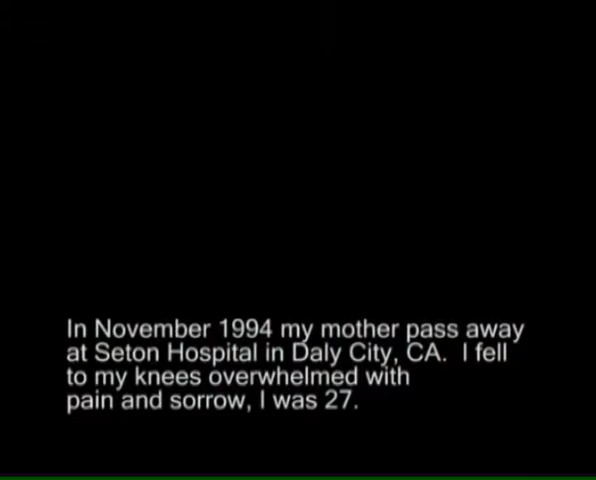 In November 1994 my mother pass away
at Seton Hospital in Daly City, CA.  I fell
to my knees overwhelmed with
pain and sorrow, I was 27.